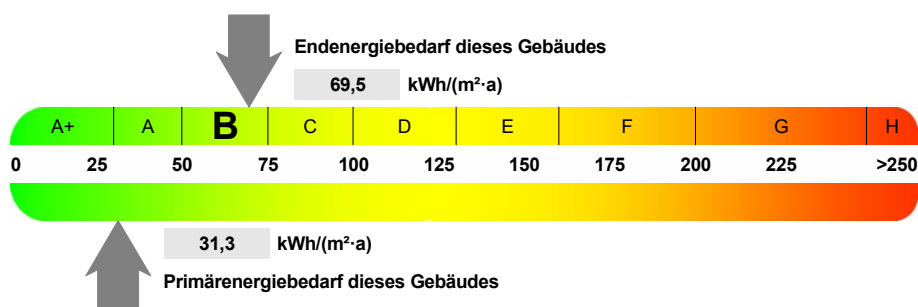 Endenergiebedarf dieses Gebäudes
69,5 kWh/(m²·a)
A+ A B C D E F G H
0 25 50 75 100 125 150 175 200 225 >250
31,3 kWh/(m²·a)
Primärenergiebedarf dieses Gebäudes